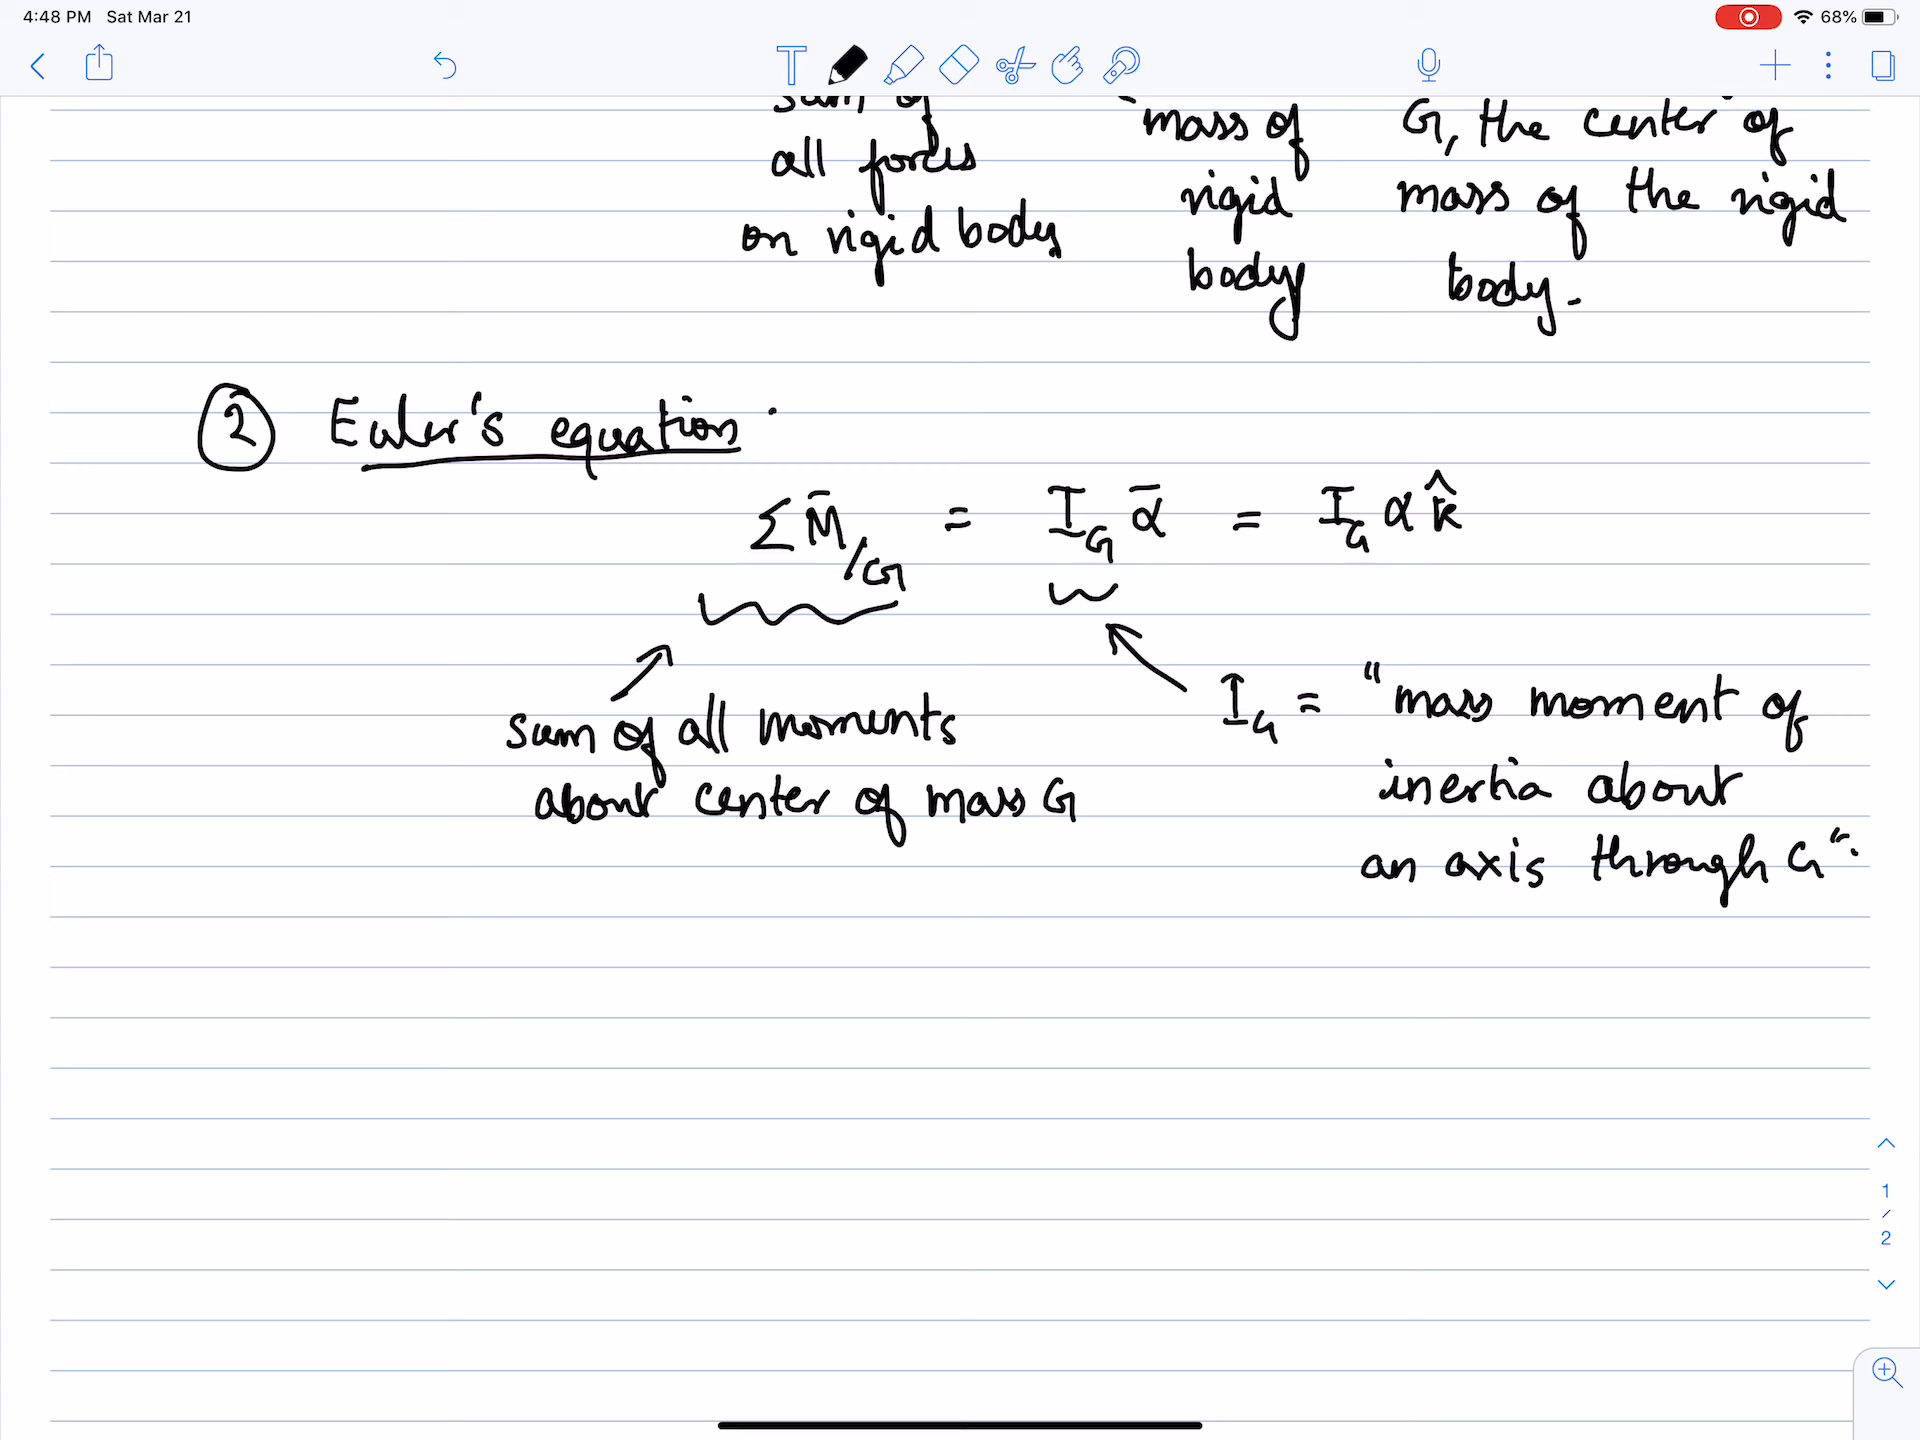 4:48 PM Sat Mar 21
68%
sum of
all forces
on rigid body
mass of
rigid
body
G, the center of
mass of the rigid
body.
2 Euler's equation
Σ M̄/G = I_G ᾱ = I_G α k̂
sum of all moments
about center of mass G
I_G = "mass moment of
inertia about
an axis through G".
1
/
2